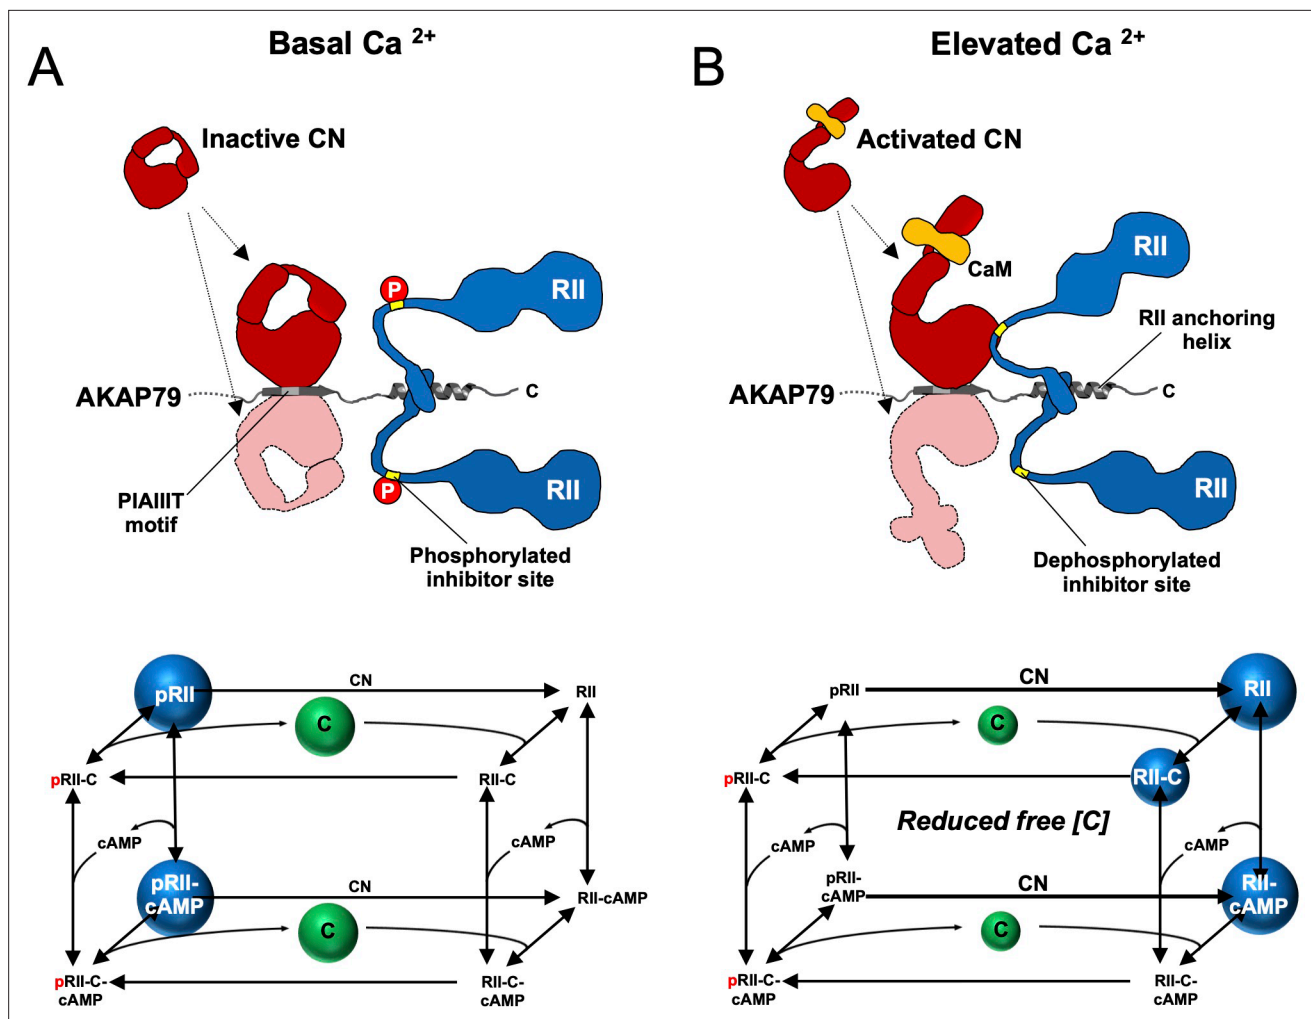 A
Basal Ca 2+
Inactive CN
P
RII
AKAP79
C
P
RII
PIAIIIT
motif
Phosphorylated
inhibitor site
pRII
CN
RII
C
pRII-C
RII-C
cAMP
cAMP
pRII-
cAMP
CN
RII-cAMP
C
pRII-C-
cAMP
RII-C-
cAMP
B
Elevated Ca 2+
Activated CN
RII
CaM
RII anchoring
helix
AKAP79
C
RII
Dephosphorylated
inhibitor site
pRII
CN
RII
C
pRII-C
RII-C
Reduced free [C]
cAMP
cAMP
pRII-
cAMP
CN
RII-
cAMP
C
pRII-C-
cAMP
RII-C-
cAMP